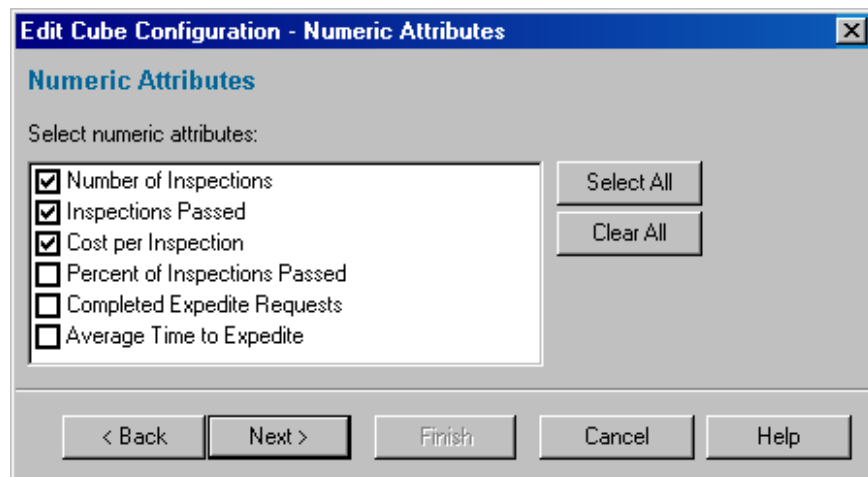 Edit Cube Configuration - Numeric Attributes
Numeric Attributes
Select numeric attributes:
Number of Inspections
Inspections Passed
Cost per Inspection
Percent of Inspections Passed
Completed Expedite Requests
Average Time to Expedite
Select All
Clear All
< Back
Next >
Finish
Cancel
Help